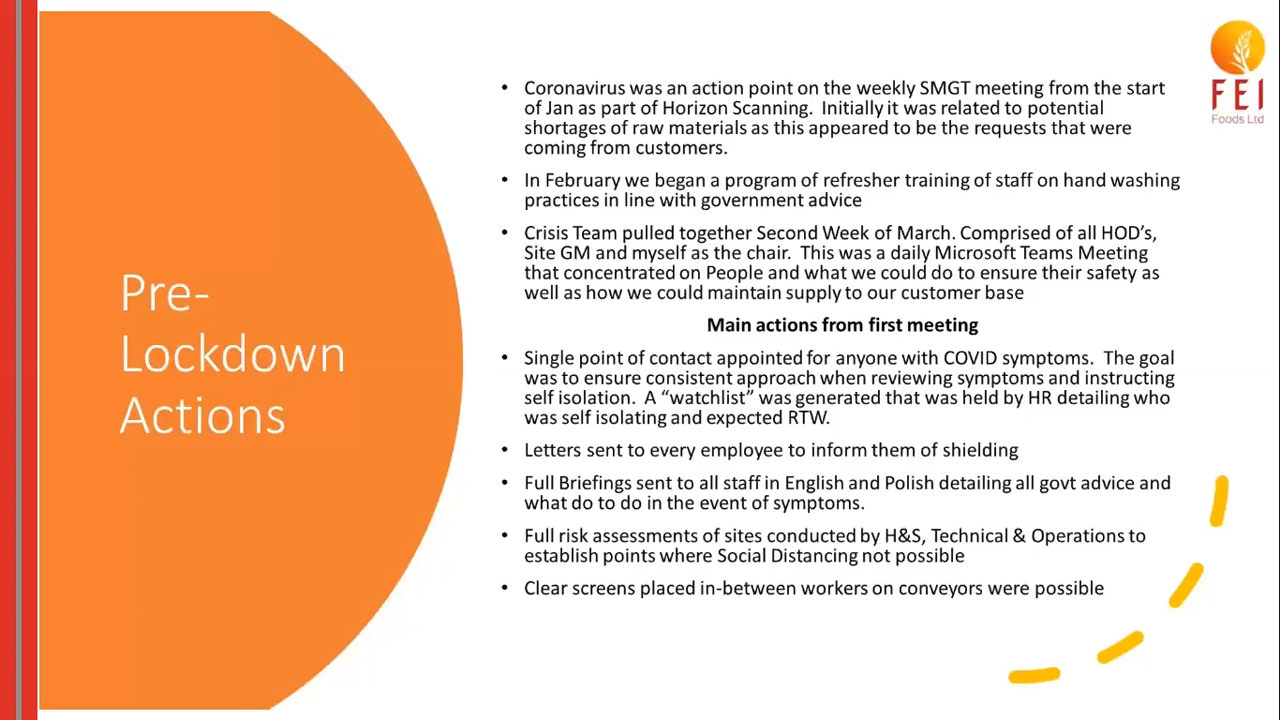 Pre-
Lockdown
Actions
• Coronavirus was an action point on the weekly SMGT meeting from the start
of Jan as part of Horizon Scanning. Initially it was related to potential
shortages of raw materials as this appeared to be the requests that were
coming from customers.
• In February we began a program of refresher training of staff on hand washing
practices in line with government advice
• Crisis Team pulled together Second Week of March. Comprised of all HOD's,
Site GM and myself as the chair. This was a daily Microsoft Teams Meeting
that concentrated on People and what we could do to ensure their safety as
well as how we could maintain supply to our customer base
Main actions from first meeting
• Single point of contact appointed for anyone with COVID symptoms. The goal
was to ensure consistent approach when reviewing symptoms and instructing
self isolation. A “watchlist” was generated that was held by HR detailing who
was self isolating and expected RTW.
• Letters sent to every employee to inform them of shielding
• Full Briefings sent to all staff in English and Polish detailing all govt advice and
what do to do in the event of symptoms.
• Full risk assessments of sites conducted by H&S, Technical & Operations to
establish points where Social Distancing not possible
• Clear screens placed in-between workers on conveyors were possible
FEI
Foods Ltd